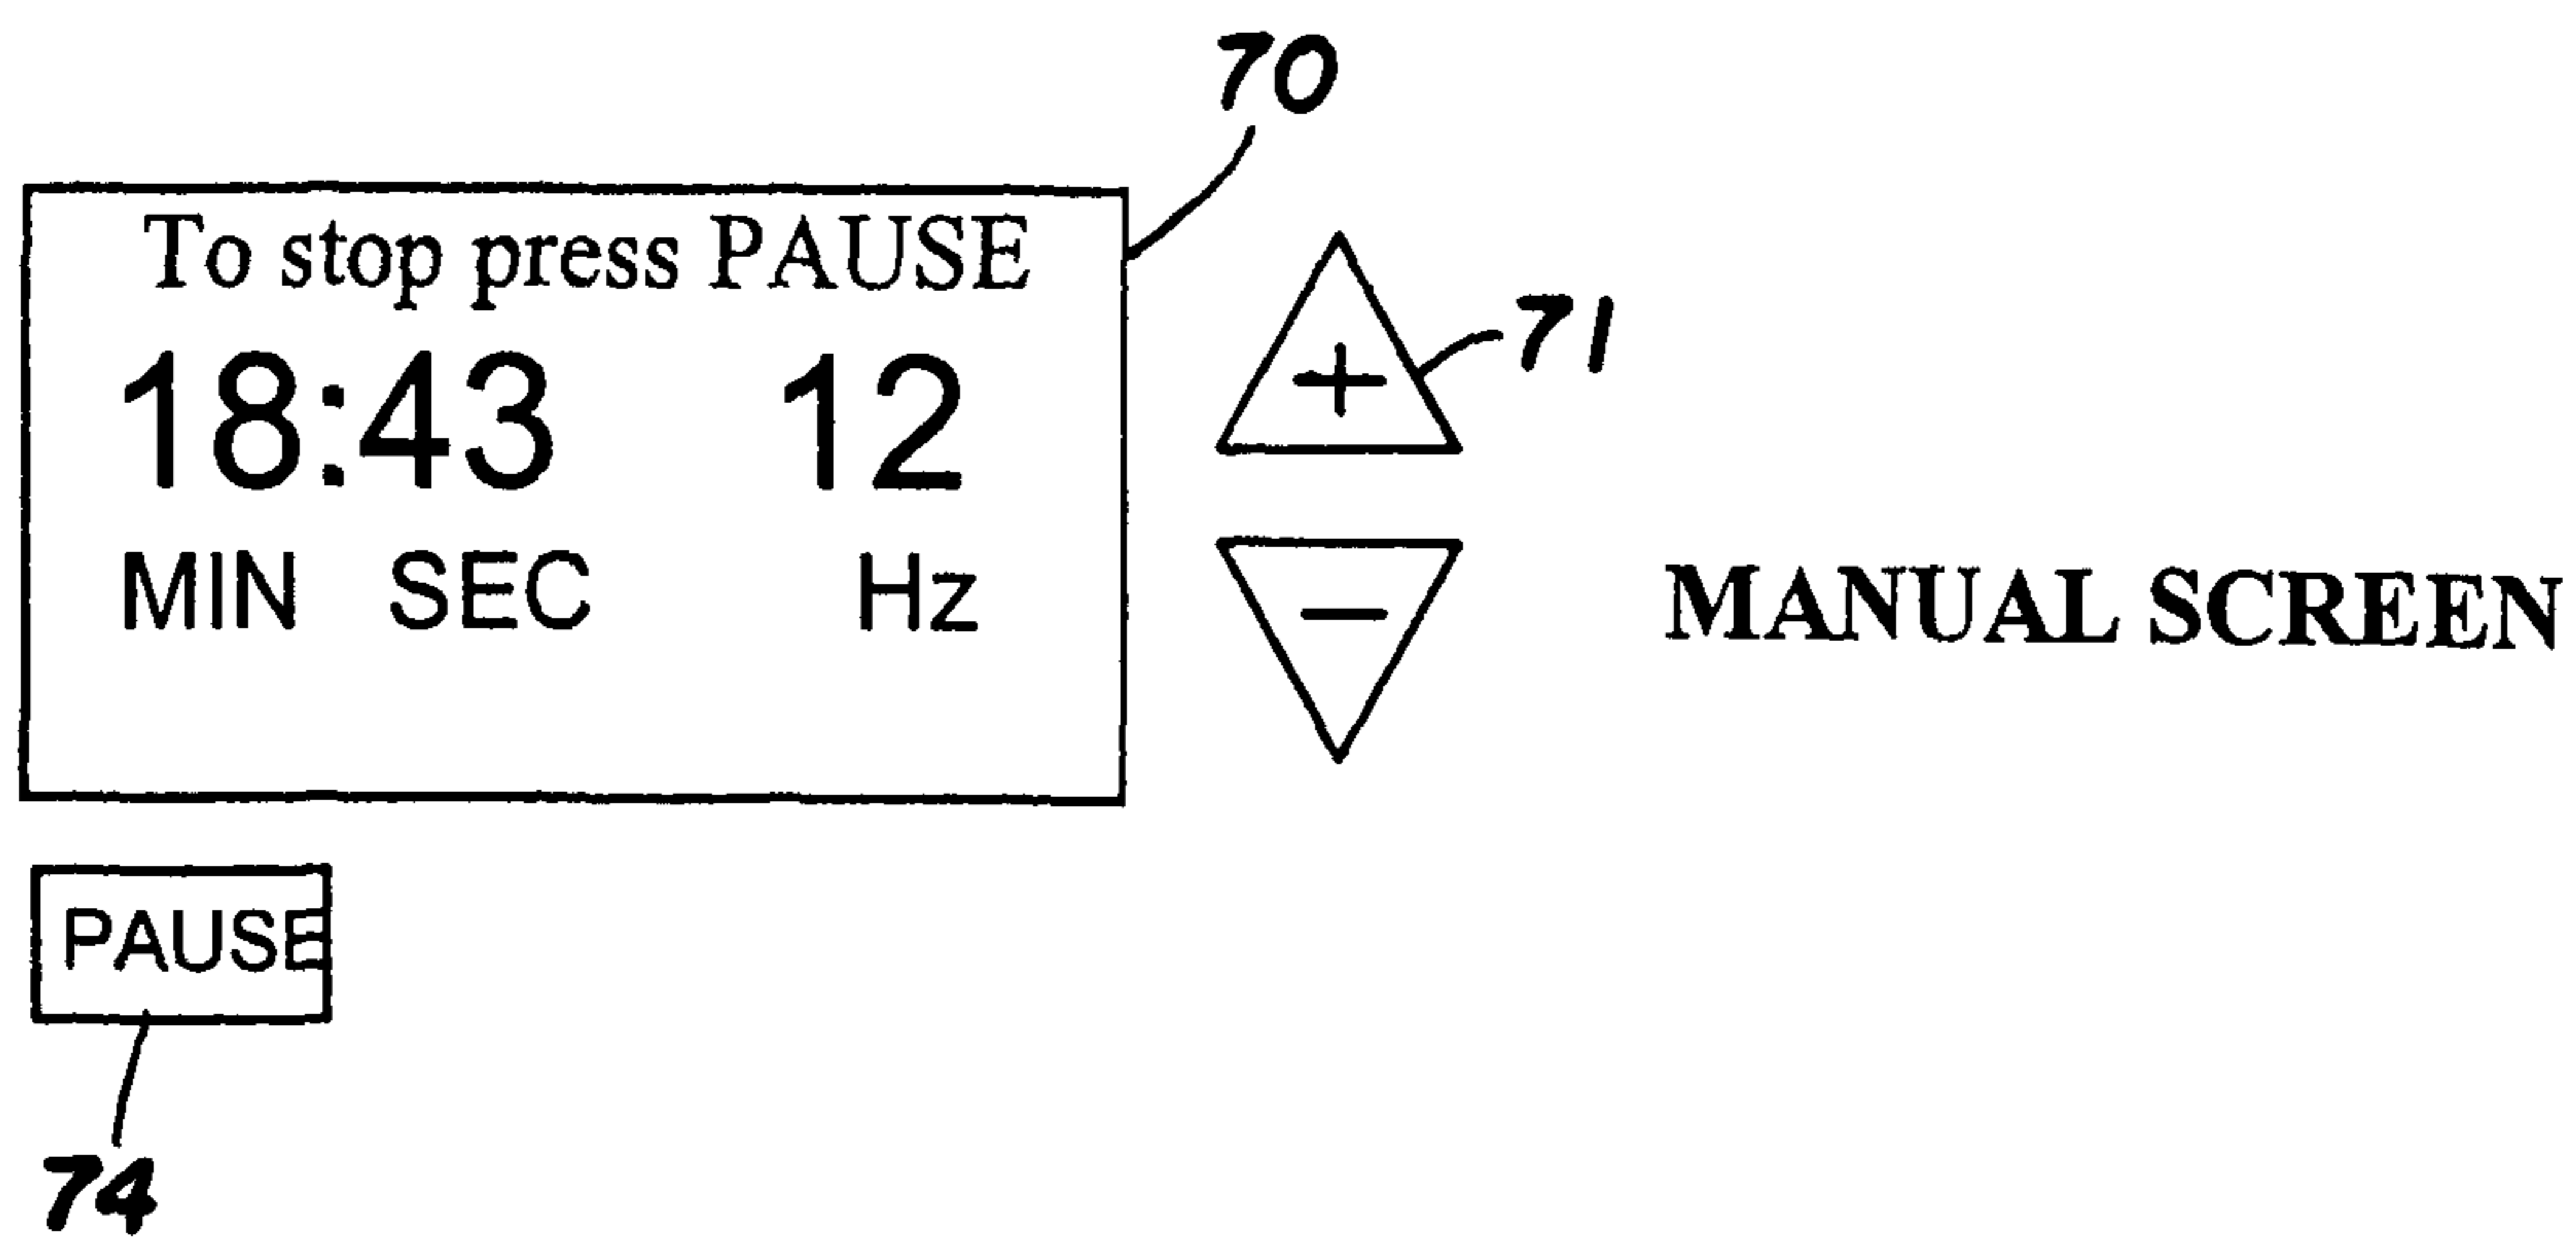 70
To stop press PAUSE
18:43 12
+
71
MIN SEC Hz
−
MANUAL SCREEN
PAUSE
74